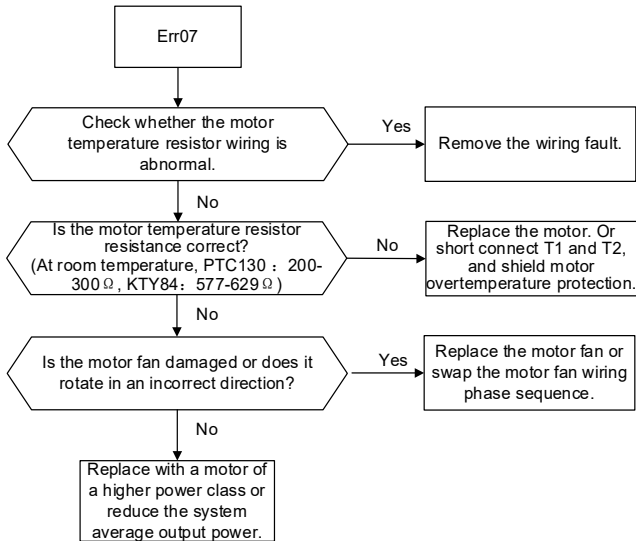 Err07
Check whether the motor
temperature resistor wiring is
abnormal.
Yes
Remove the wiring fault.
No
Is the motor temperature resistor
resistance correct?
(At room temperature, PTC130：200-
300Ω, KTY84：577-629Ω)
No
Replace the motor. Or
short connect T1 and T2,
and shield motor
overtemperature protection.
No
Is the motor fan damaged or does it
rotate in an incorrect direction?
Yes
Replace the motor fan or
swap the motor fan wiring
phase sequence.
No
Replace with a motor of
a higher power class or
reduce the system
average output power.